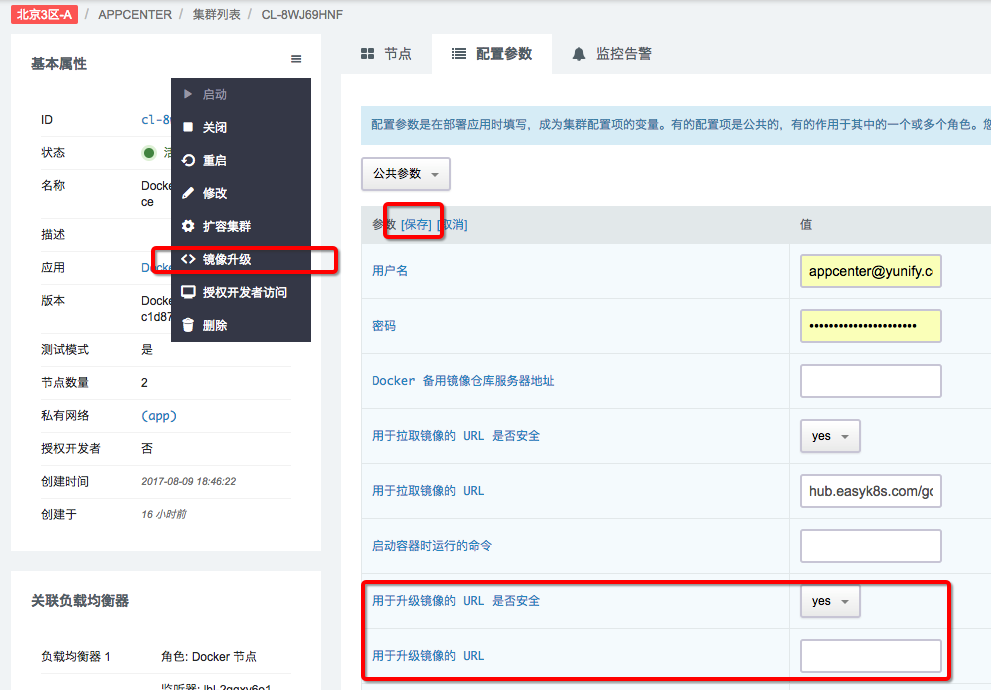 北京3区-A / APPCENTER / 集群列表 / CL-8WJ69HNF
基本属性
ID
cl-8
状态
活
名称
Docke
ce
描述
应用
Docke
版本
Docke
c1d87
测试模式
是
节点数量
2
私有网络
(app)
授权开发者
否
创建时间
2017-08-09 18:46:22
创建于
16 小时前
启动
关闭
重启
修改
扩容集群
镜像升级
授权开发者访问
删除
关联负载均衡器
负载均衡器 1
角色: Docker 节点
节点
配置参数
监控告警
配置参数是在部署应用时填写，成为集群配置项的变量。有的配置项是公共的，有的作用于其中的一个或多个角色。
公共参数
参数 [保存] [取消]
值
用户名
appcenter@yunify.c
密码
••••••••••••••••••••••
Docker 备用镜像仓库服务器地址
用于拉取镜像的 URL 是否安全
yes
用于拉取镜像的 URL
hub.easyk8s.com/gc
启动容器时运行的命令
用于升级镜像的 URL 是否安全
yes
用于升级镜像的 URL